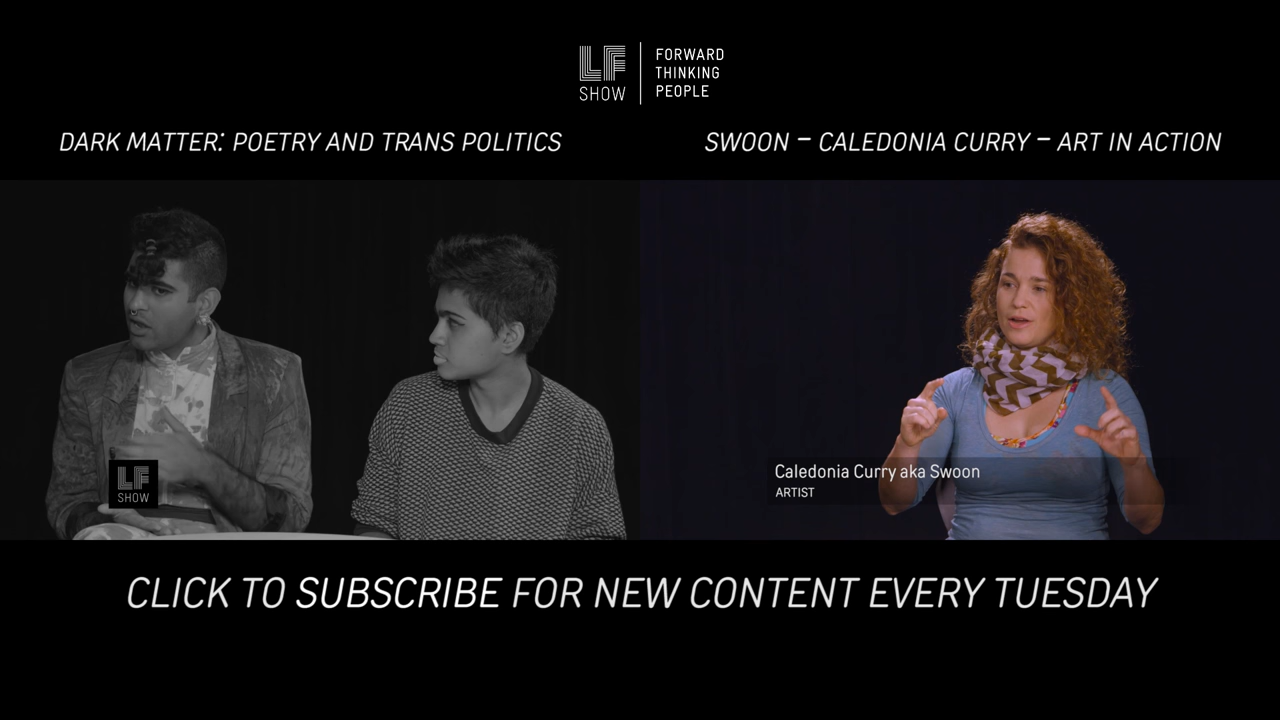 LF
SHOW
FORWARD
THINKING
PEOPLE
DARK MATTER: POETRY AND TRANS POLITICS
SWOON – CALEDONIA CURRY – ART IN ACTION
LF
SHOW
Caledonia Curry aka Swoon
ARTIST
CLICK TO SUBSCRIBE FOR NEW CONTENT EVERY TUESDAY